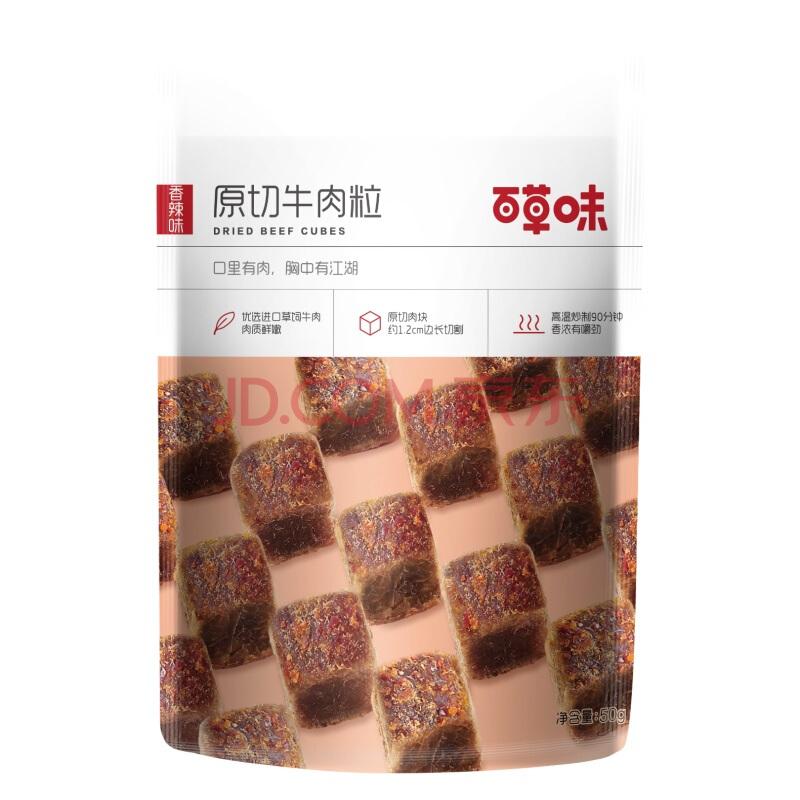 香辣味
原切牛肉粒
百草味
DRIED BEEF CUBES
口里有肉，胸中有江湖
优选进口草饲牛肉
肉质鲜嫩
原切肉块
约1.2cm边长切割
高温炒制90分钟
香浓有嚼劲
JD.COM 京东
净含量:50g